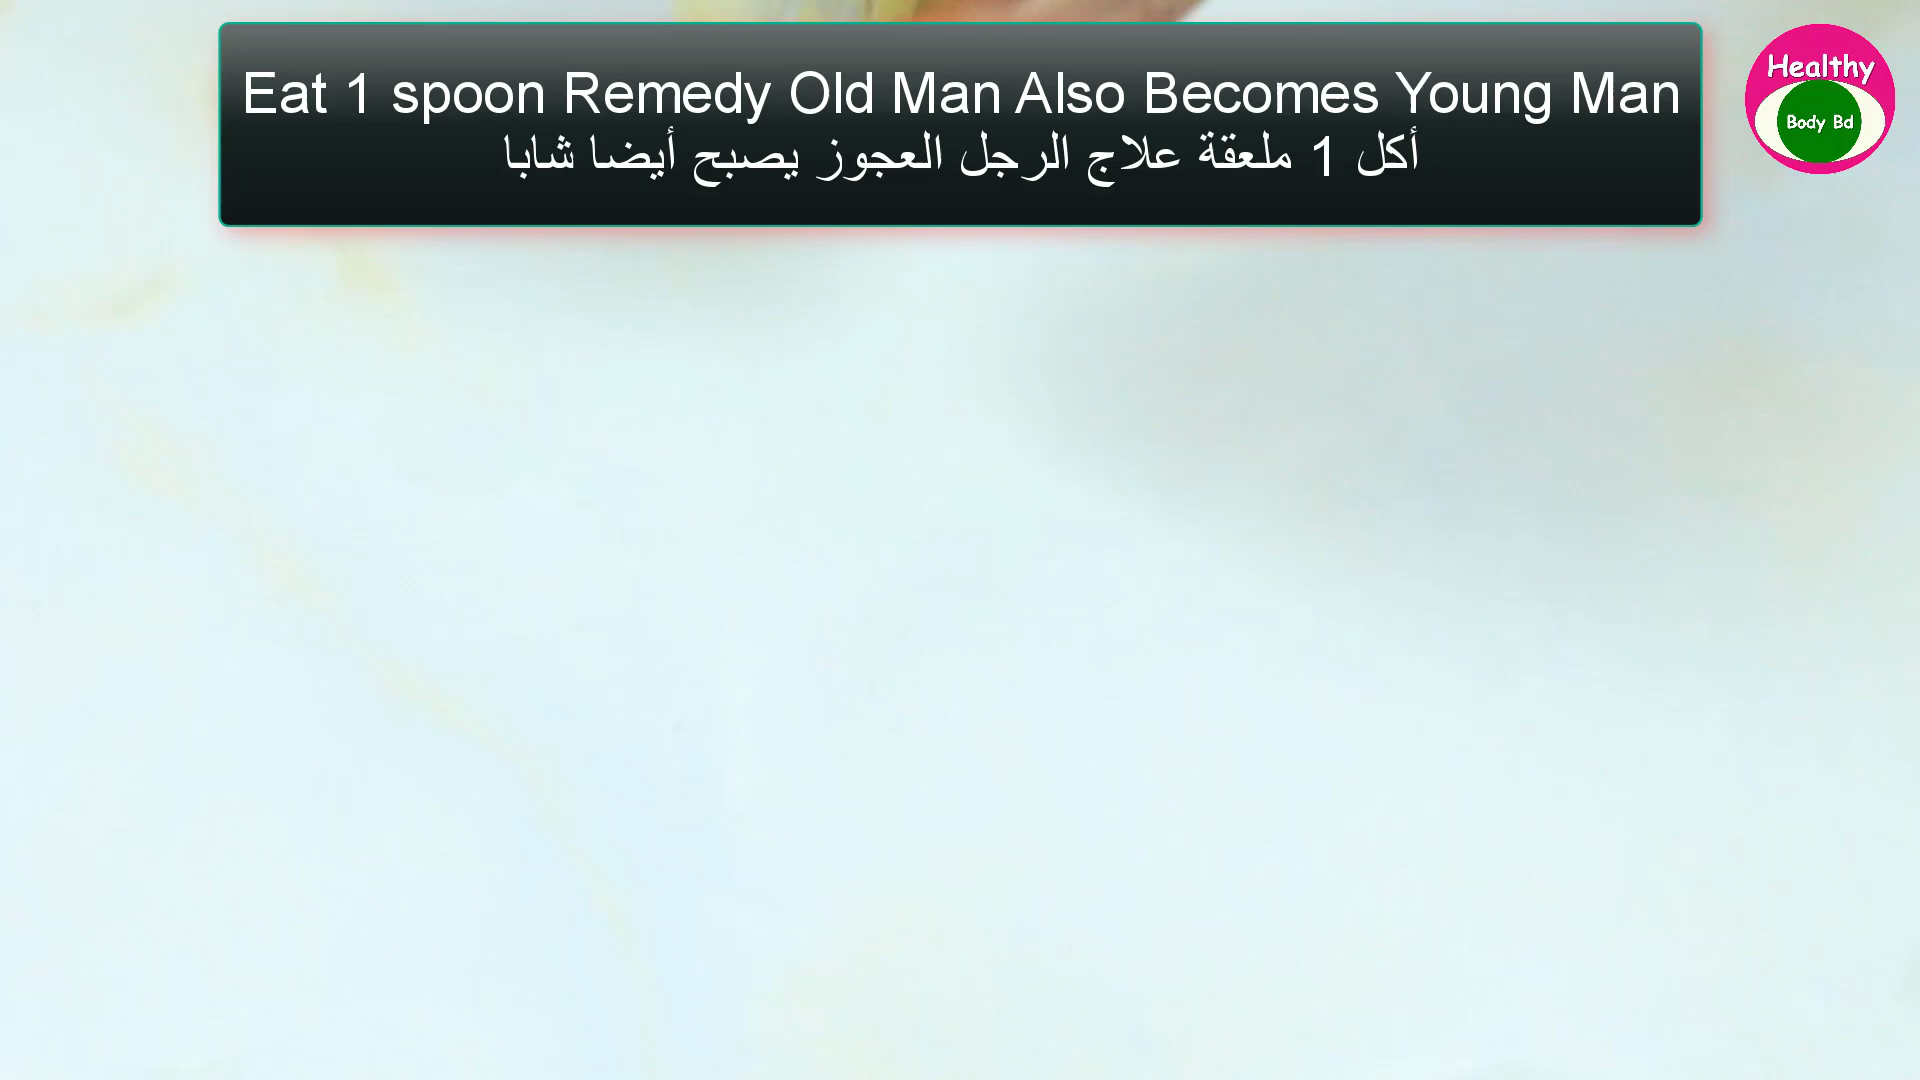 Eat 1 spoon Remedy Old Man Also Becomes Young Man
أكل 1 ملعقة علاج الرجل العجوز يصبح أيضا شابا
Healthy
Body Bd